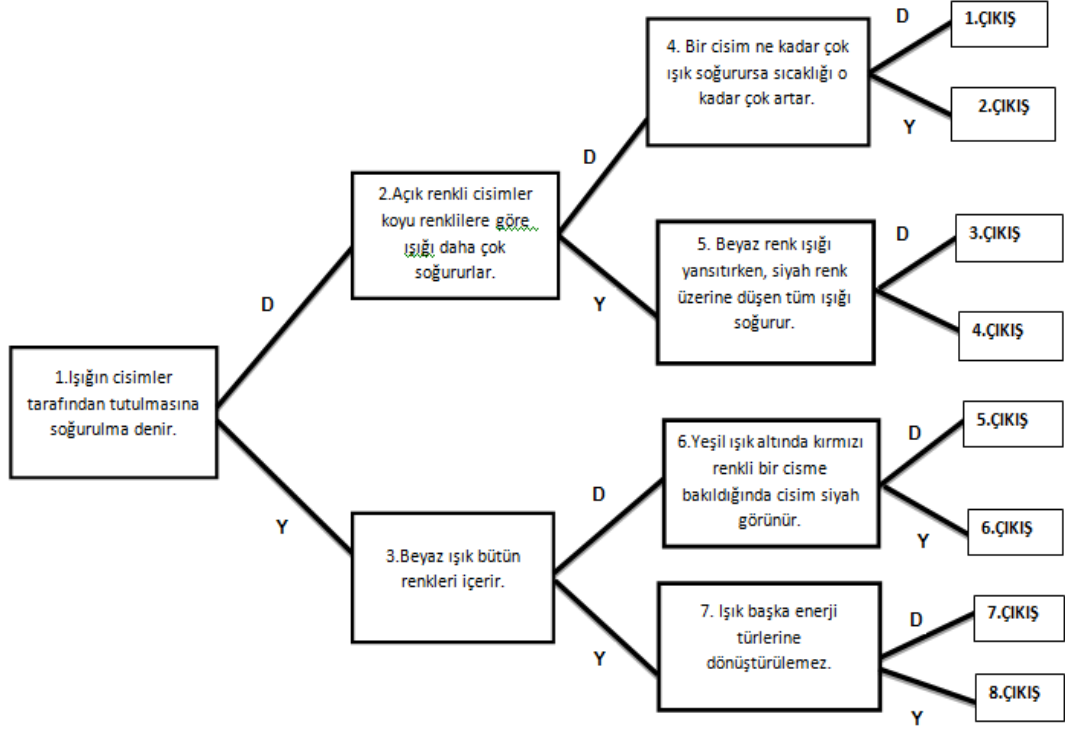 1.Işığın cisimler
tarafından tutulmasına
soğurulma denir.
D
Y
2.Açık renkli cisimler
koyu renklilere göre
ışığı daha çok
soğururlar.
D
Y
3.Beyaz ışık bütün
renkleri içerir.
D
Y
4. Bir cisim ne kadar çok
ışık soğurursa sıcaklığı o
kadar çok artar.
D
1.ÇIKIŞ
Y
2.ÇIKIŞ
5. Beyaz renk ışığı
yansıtırken, siyah renk
üzerine düşen tüm ışığı
soğurur.
D
3.ÇIKIŞ
Y
4.ÇIKIŞ
6.Yeşil ışık altında kırmızı
renkli bir cisme
bakıldığında cisim siyah
görünür.
D
5.ÇIKIŞ
Y
6.ÇIKIŞ
7. Işık başka enerji
türlerine
dönüştürülemez.
D
7.ÇIKIŞ
Y
8.ÇIKIŞ